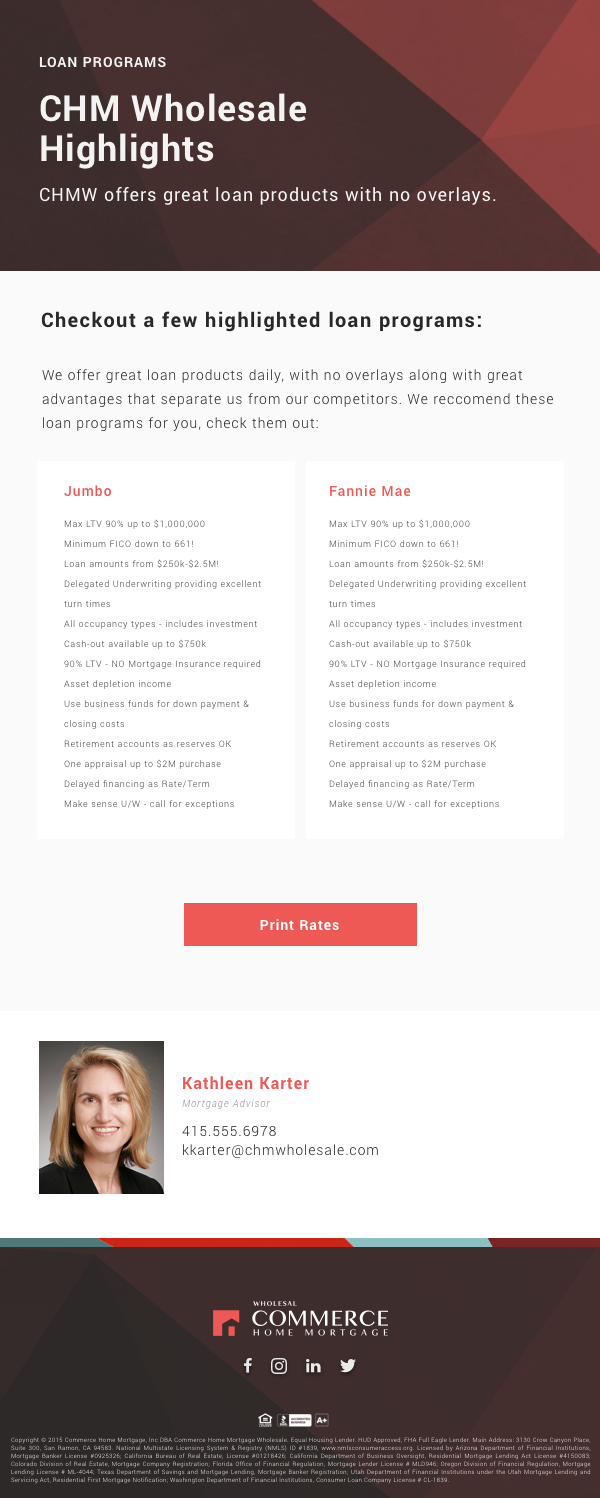 LOAN PROGRAMS
CHM Wholesale
Highlights
CHMW offers great loan products with no overlays.
Checkout a few highlighted loan programs:
We offer great loan products daily, with no overlays along with great
advantages that separate us from our competitors. We reccomend these
loan programs for you, check them out:
Jumbo
Max LTV 90% up to $1,000,000
Minimum FICO down to 661!
Loan amounts from $250k-$2.5M!
Delegated Underwriting providing excellent
turn times
All occupancy types - includes investment
Cash-out available up to $750k
90% LTV - NO Mortgage Insurance required
Asset depletion income
Use business funds for down payment &
closing costs
Retirement accounts as reserves OK
One appraisal up to $2M purchase
Delayed financing as Rate/Term
Make sense U/W - call for exceptions
Fannie Mae
Max LTV 90% up to $1,000,000
Minimum FICO down to 661!
Loan amounts from $250k-$2.5M!
Delegated Underwriting providing excellent
turn times
All occupancy types - includes investment
Cash-out available up to $750k
90% LTV - NO Mortgage Insurance required
Asset depletion income
Use business funds for down payment &
closing costs
Retirement accounts as reserves OK
One appraisal up to $2M purchase
Delayed financing as Rate/Term
Make sense U/W - call for exceptions
Print Rates
Kathleen Karter
Mortgage Advisor
415.555.6978
kkarter@chmwholesale.com
WHOLESAL
COMMERCE
HOME MORTGAGE
ACCREDITED BUSINESS A+
Copyright © 2015 Commerce Home Mortgage, Inc DBA Commerce Home Mortgage Wholesale. Equal Housing Lender. HUD Approved, FHA Full Eagle Lender. Main Address: 3130 Crow Canyon Place,
Suite 300, San Ramon, CA 94583. National Multistate Licensing System & Registry (NMLS) ID #1839, www.nmlsconsumeraccess.org. Licensed by Arizona Department of Financial Institutions,
Mortgage Banker License #0925326; California Bureau of Real Estate, License #01218426; California Department of Business Oversight, Residential Mortgage Lending Act License #4150083;
Colorado Division of Real Estate, Mortgage Company Registration; Florida Office of Financial Regulation, Mortgage Lender License # MLD946; Oregon Division of Financial Regulation, Mortgage
Lending License # ML-4044; Texas Department of Savings and Mortgage Lending, Mortgage Banker Registration; Utah Department of Financial Institutions under the Utah Mortgage Lending and
Servicing Act, Residential First Mortgage Notification; Washington Department of Financial Institutions, Consumer Loan Company License # CL-1839.